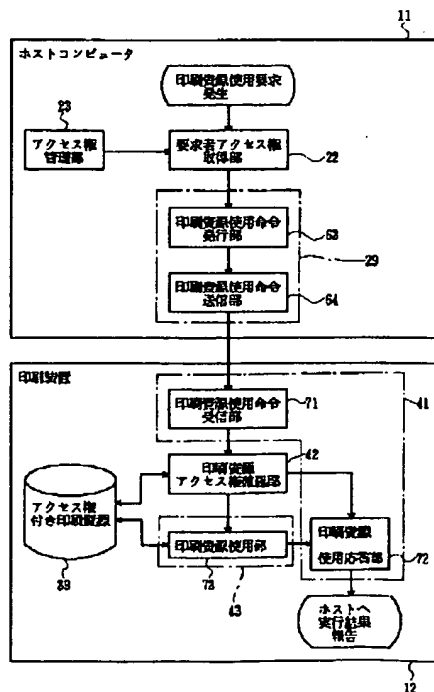 11
ホストコンピュータ
印刷資源使用要求
発生
23
アクセス権
管理部
要求者アクセス権
取得部
22
印刷資源使用命令
発行部
63
29
印刷資源使用命令
送信部
64
印刷装置
印刷資源使用命令
受信部
71
41
42
印刷資源
アクセス権確認部
アクセス権
付き印刷資源
39
印刷資源使用部
73
43
印刷資源
使用応答部
72
ホストへ
実行結果
報告
12